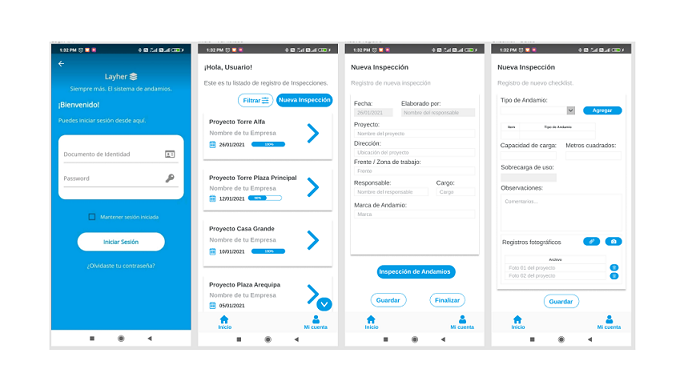 1:32 PM
Layher
Siempre más. El sistema de andamios.
¡Bienvenido!
Puedes iniciar sesión desde aquí.
Documento de Identidad
Password
Mantener sesión iniciada
Iniciar Sesión
¿Olvidaste tu contraseña?
1:32 PM
¡Hola, Usuario!
Este es tu listado de registro de Inspecciones.
Filtrar
Nueva Inspección
Proyecto Torre Alfa
Nombre de tu Empresa
26/01/2021
100%
Proyecto Torre Plaza Principal
Nombre de tu Empresa
12/01/2021
Proyecto Casa Grande
Nombre de tu Empresa
10/01/2021
100%
Proyecto Plaza Arequipa
Nombre de tu Empresa
05/01/2021
Inicio
Mi cuenta
1:32 PM
Nueva Inspección
Registro de nueva inspección
Fecha:
Elaborado por:
26/01/2021
Nombre del responsable
Proyecto:
Nombre del proyecto
Dirección:
Ubicación del proyecto
Frente / Zona de trabajo:
Frente
Responsable:
Cargo:
Nombre del responsable
Cargo
Marca de Andamio:
Marca
Inspección de Andamios
Guardar
Finalizar
Inicio
Mi cuenta
1:32 PM
Nueva Inspección
Registro de nuevo checklist
Tipo de Andamio:
Agregar
Item
Tipo de Andamio
Capacidad de carga:
Metros cuadrados:
Sobrecarga de uso:
Observaciones:
Comentarios...
Registros fotográficos
Archivo
Foto 01 del proyecto
Foto 02 del proyecto
Guardar
Inicio
Mi cuenta